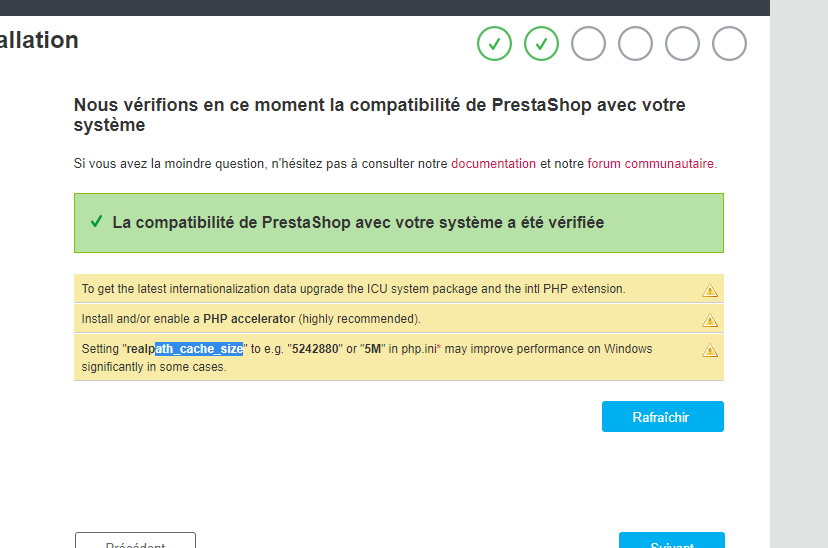 allation
Nous vérifions en ce moment la compatibilité de PrestaShop avec votre
système
Si vous avez la moindre question, n'hésitez pas à consulter notre documentation et notre forum communautaire.
La compatibilité de PrestaShop avec votre système a été vérifiée
To get the latest internationalization data upgrade the ICU system package and the intl PHP extension.
Install and/or enable a PHP accelerator (highly recommended).
Setting "realpath_cache_size" to e.g. "5242880" or "5M" in php.ini* may improve performance on Windows
significantly in some cases.
Rafraîchir
Précédent
Suivant